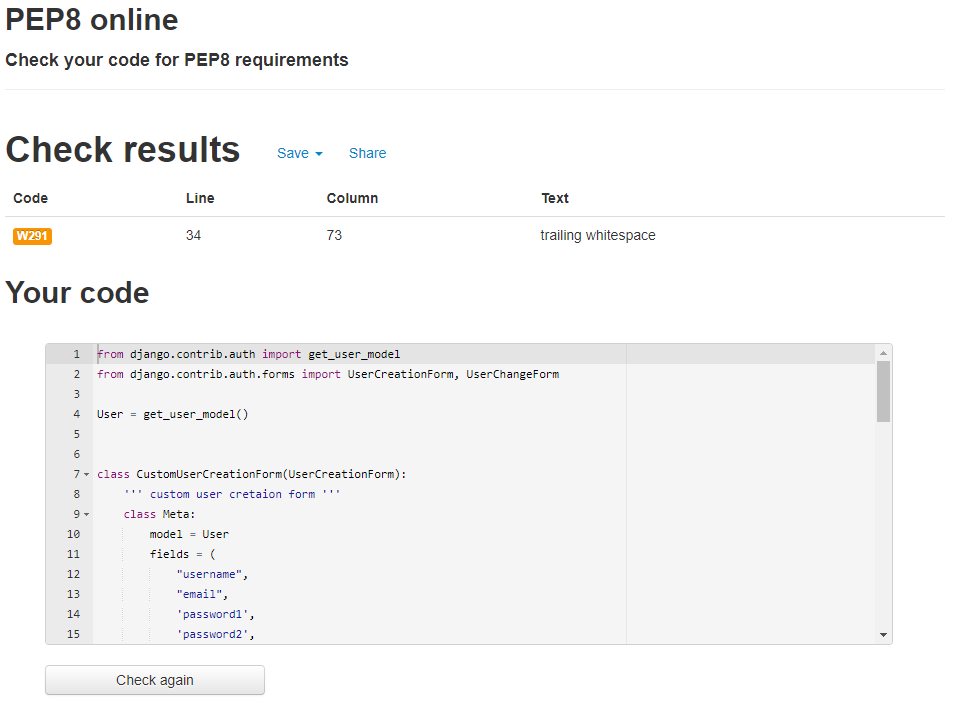 PEP8 online
Check your code for PEP8 requirements
Check results Save Share
Code Line Column Text
W291 34 73 trailing whitespace
Your code
1 from django.contrib.auth import get_user_model
2 from django.contrib.auth.forms import UserCreationForm, UserChangeForm
3
4 User = get_user_model()
5
6
7 class CustomUserCreationForm(UserCreationForm):
8 ''' custom user cretaion form '''
9 class Meta:
10 model = User
11 fields = (
12 "username",
13 "email",
14 'password1',
15 'password2',
Check again